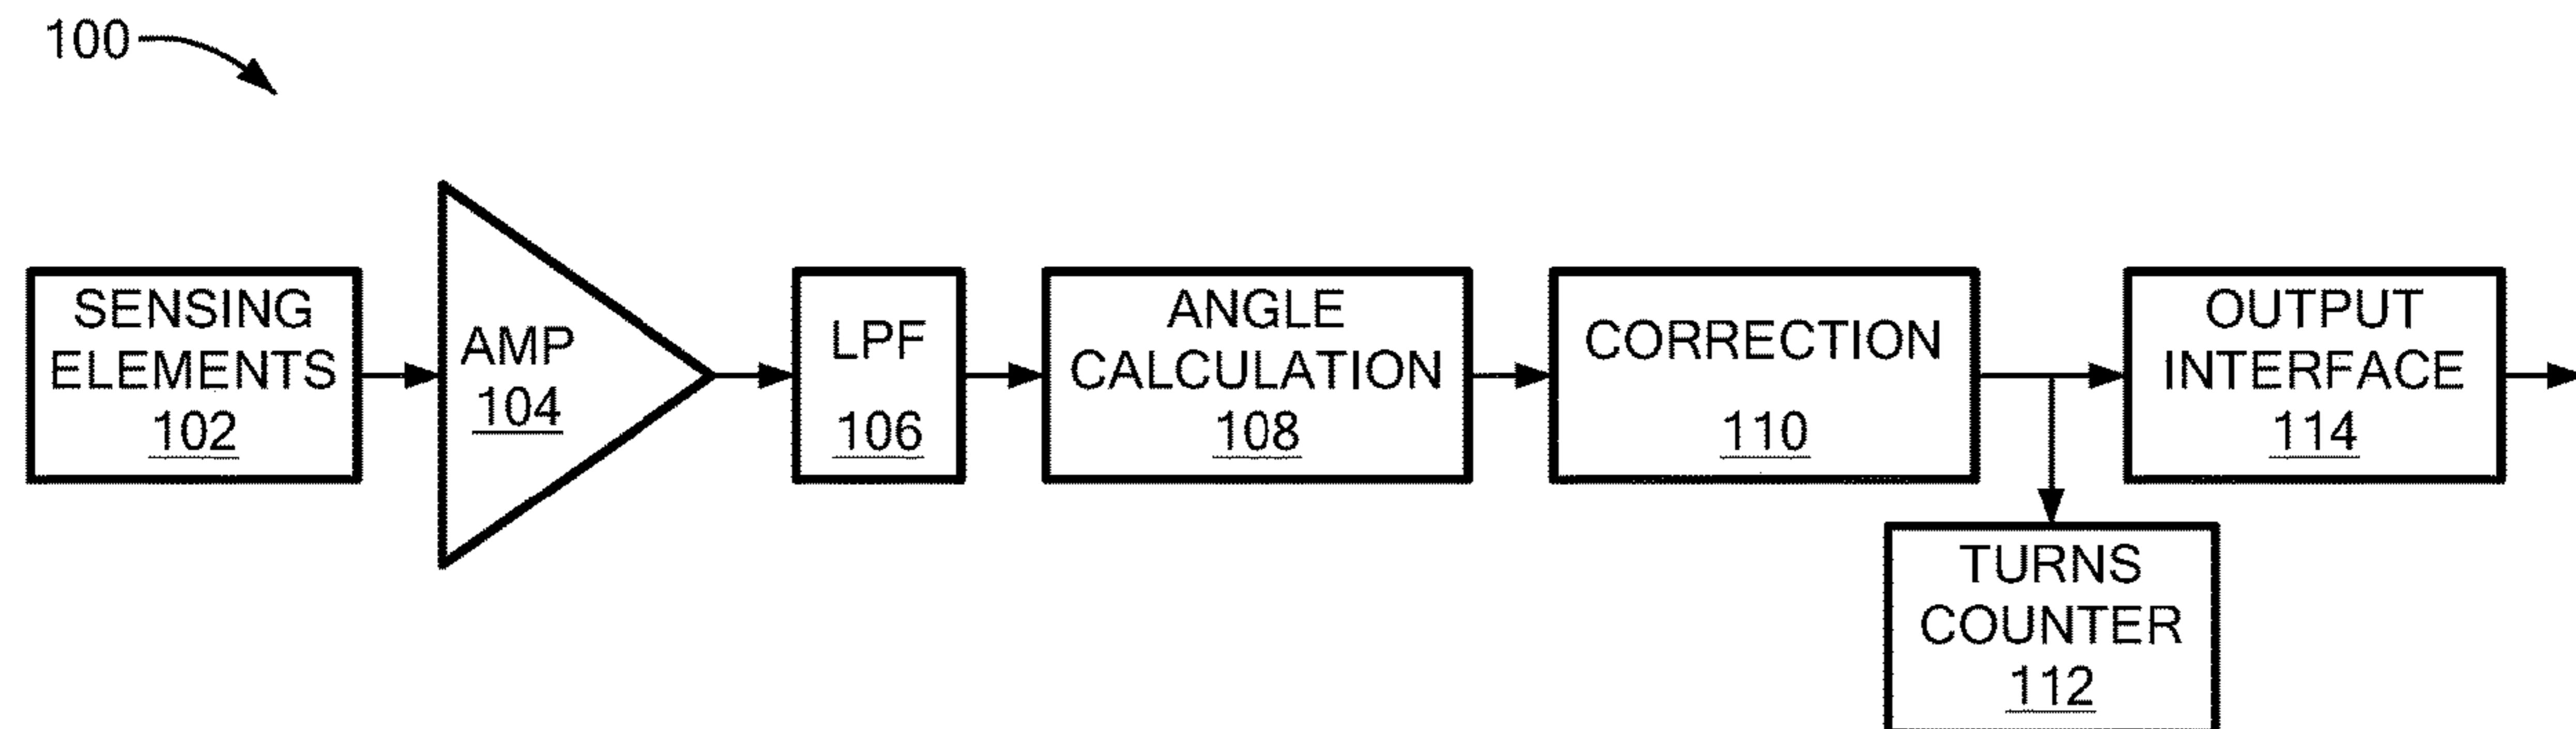 100
SENSING
ELEMENTS
102
AMP
104
LPF
106
ANGLE
CALCULATION
108
CORRECTION
110
OUTPUT
INTERFACE
114
TURNS
COUNTER
112